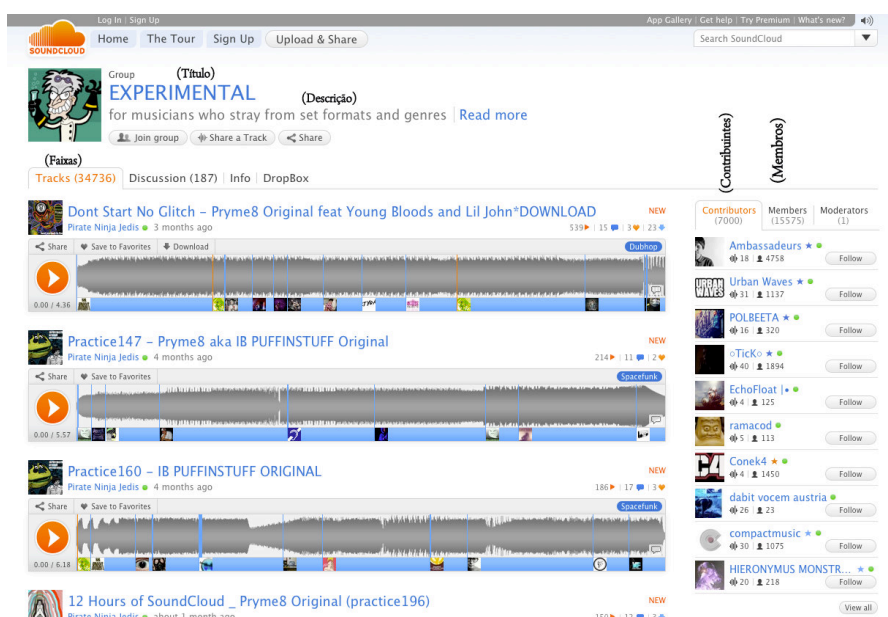 Log In | Sign Up
App Gallery | Get help | Try Premium | What's new?
SOUNDCLOUD
Home The Tour Sign Up Upload & Share
Search SoundCloud
Group (Título)
EXPERIMENTAL (Descrição)
for musicians who stray from set formats and genres | Read more
Join group Share a Track Share
(Faixas)
Tracks (34736) Discussion (187) | Info | DropBox
(Contribuintes)
(Membros)
Dont Start No Glitch – Pryme8 Original feat Young Bloods and Lil John*DOWNLOAD NEW
Pirate Ninja Jedis 3 months ago 539 | 15 | 3 | 23
Share Save to Favorites Download Dubhop
0.00 / 4.36
Practice147 – Pryme8 aka IB PUFFINSTUFF Original NEW
Pirate Ninja Jedis 4 months ago 214 | 11 | 2
Share Save to Favorites Spacefunk
0.00 / 5.57
Practice160 – IB PUFFINSTUFF ORIGINAL NEW
Pirate Ninja Jedis 4 months ago 186 | 17 | 3
Share Save to Favorites Spacefunk
0.00 / 6.18
12 Hours of SoundCloud _ Pryme8 Original (practice196) NEW
Pirate Ninja Jedis about 1 month ago
Contributors Members Moderators
(7000) (15575) (1)
Ambassadeurs
18 | 4758 Follow
URBAN WAVES
Urban Waves
31 | 1137 Follow
POLBEETA
16 | 320 Follow
○TicK○
40 | 1894 Follow
EchoFloat |•
4 | 125 Follow
ramacod
5 | 113 Follow
Conek4
4 | 1450 Follow
dabit vocem austria
26 | 23 Follow
compactmusic
30 | 1075 Follow
HIERONYMUS MONSTR...
20 | 218 Follow
View all